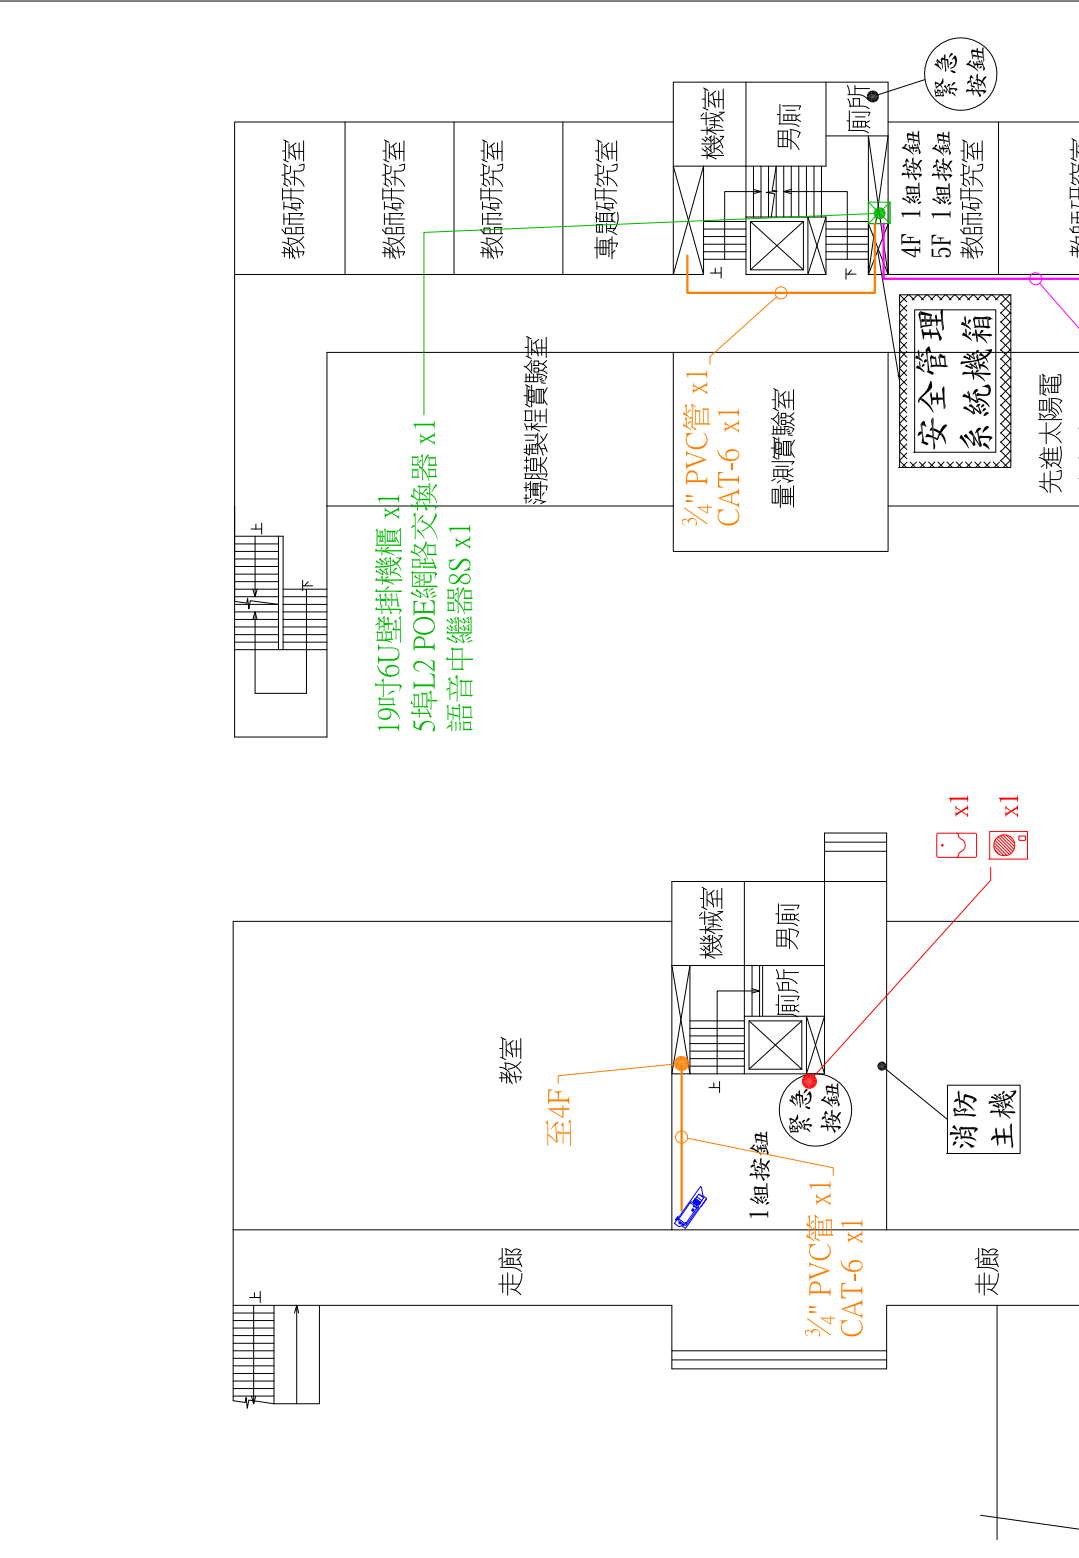 教師研究室
教師研究室
教師研究室
專題研究室
機械室
男廁
廁所
緊急
按鈕
4F 1組按鈕
5F 1組按鈕
教師研究室
上
下
安全管理
系統機箱
薄膜製程實驗室
3/4" PVC管 x1
CAT-6 x1
量測實驗室
先進太陽電
上
下
19吋6U壁掛機櫃 x1
5埠L2 POE網路交換器 x1
語音中繼器8S x1
x1
x1
機械室
男廁
廁所
教室
上
至4F
緊急
按鈕
1組按鈕
消防
主機
3/4" PVC管 x1
CAT-6 x1
走廊
走廊
上